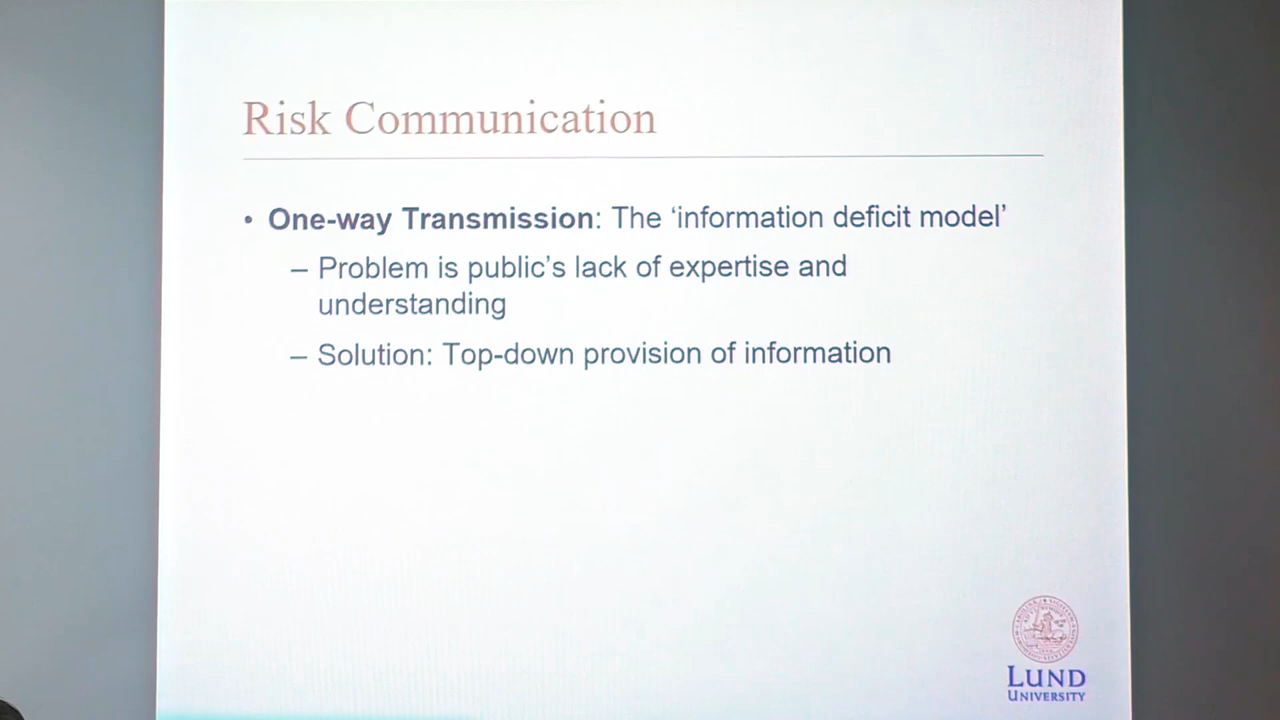 Risk Communication
• One-way Transmission: The ‘information deficit model’
– Problem is public’s lack of expertise and
understanding
– Solution: Top-down provision of information
LUND
UNIVERSITY